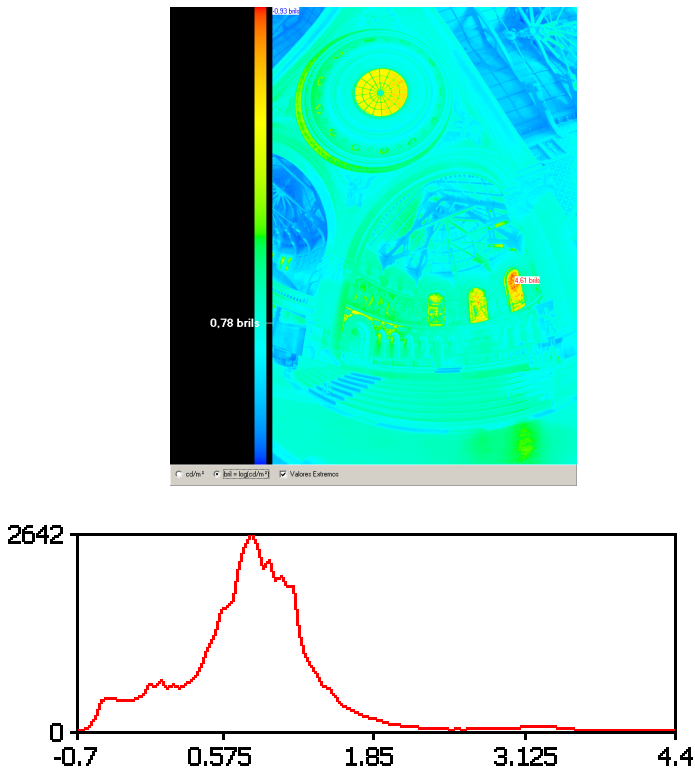 -0,93 brils
4,61 brils
0,78 brils
cd/m² bril = log(cd/m²) Valores Extremos
2642
0
-0.7 0.575 1.85 3.125 4.4